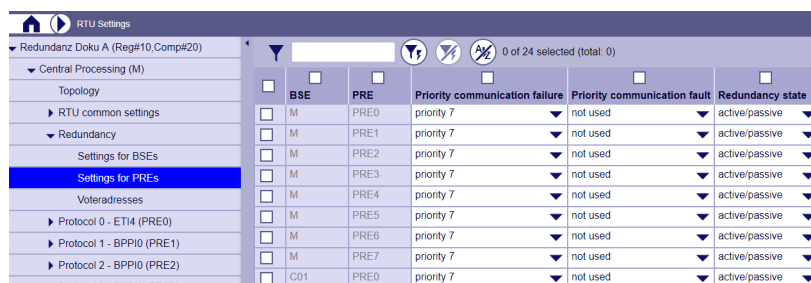 RTU Settings
Redundanz Doku A (Reg#10,Comp#20)
Central Processing (M)
Topology
RTU common settings
Redundancy
Settings for BSEs
Settings for PREs
Voteradresses
Protocol 0 - ETI4 (PRE0)
Protocol 1 - BPPI0 (PRE1)
Protocol 2 - BPPI0 (PRE2)
0 of 24 selected (total: 0)
BSE PRE Priority communication failure Priority communication fault Redundancy state
M PRE0 priority 7 not used active/passive
M PRE1 priority 7 not used active/passive
M PRE2 priority 7 not used active/passive
M PRE3 priority 7 not used active/passive
M PRE4 priority 7 not used active/passive
M PRE5 priority 7 not used active/passive
M PRE6 priority 7 not used active/passive
M PRE7 priority 7 not used active/passive
C01 PRE0 priority 7 not used active/passive